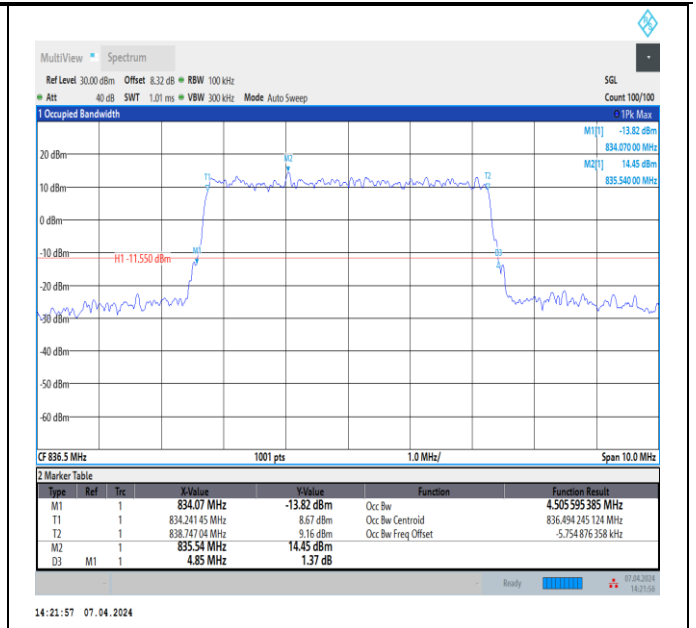 R&S
MultiView Spectrum
Ref Level 30.00 dBm Offset 8.32 dB RBW 100 kHz SGL
Att 40 dB SWT 1.01 ms VBW 300 kHz Mode Auto Sweep Count 100/100
1 Occupied Bandwidth 1Pk Max
M1[1] -13.82 dBm
834.070 00 MHz
M2[1] 14.45 dBm
835.540 00 MHz
20 dBm
M2
T1
T2
10 dBm
0 dBm
-10 dBm
M1
D3
H1 -11.550 dBm
-20 dBm
-30 dBm
-40 dBm
-50 dBm
-60 dBm
CF 836.5 MHz 1001 pts 1.0 MHz/ Span 10.0 MHz
2 Marker Table
Type Ref Trc X-Value Y-Value Function Function Result
M1 1 834.07 MHz -13.82 dBm Occ Bw 4.505 595 385 MHz
T1 1 834.241 45 MHz 8.67 dBm Occ Bw Centroid 836.494 245 124 MHz
T2 1 838.747 04 MHz 9.16 dBm Occ Bw Freq Offset -5.754 876 358 kHz
M2 1 835.54 MHz 14.45 dBm
D3 M1 1 4.85 MHz 1.37 dB
Ready 07.04.2024
14:21:56
14:21:57 07.04.2024